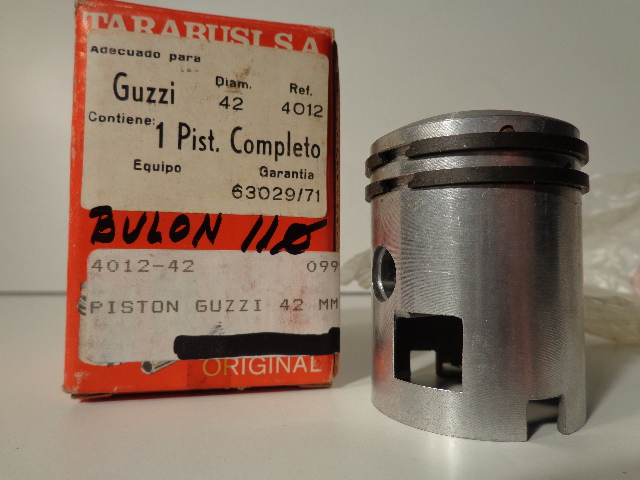 TARABUSI S.A
Adecuado para
Guzzi
Diam.
42
Ref.
4012
Contiene:
1 Pist. Completo
Equipo
Garantia
63029/71
BULON 11ø
4012-42 099
PISTON GUZZI 42 MM
ORIGINAL